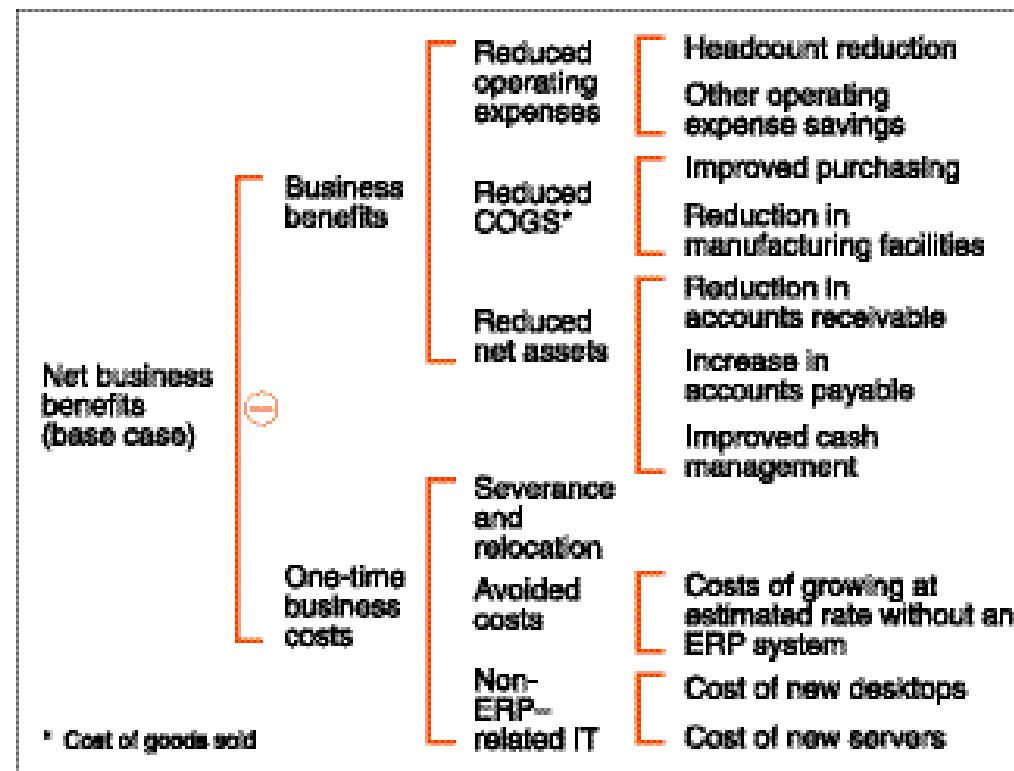 Net business
benefits
(base case)
Business
benefits
Reduced
operating
expenses
Headcount reduction
Other operating
expense savings
Reduced
COGS*
Improved purchasing
Reduction in
manufacturing facilities
Reduced
net assets
Reduction in
accounts receivable
Increase in
accounts payable
Improved cash
management
One-time
business
costs
Severance
and
relocation
Avoided
costs
Costs of growing at
estimated rate without an
ERP system
Non-
ERP–
related IT
Cost of new desktops
Cost of new servers
* Cost of goods sold